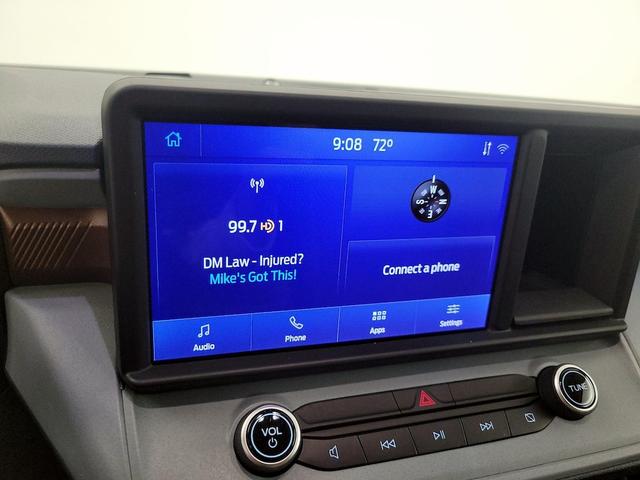 9:08 72°
99.7 HD 1
DM Law - Injured?
Mike's Got This!
W
S N
E
Connect a phone
Audio
Phone
Apps
Settings
VOL
TUNE